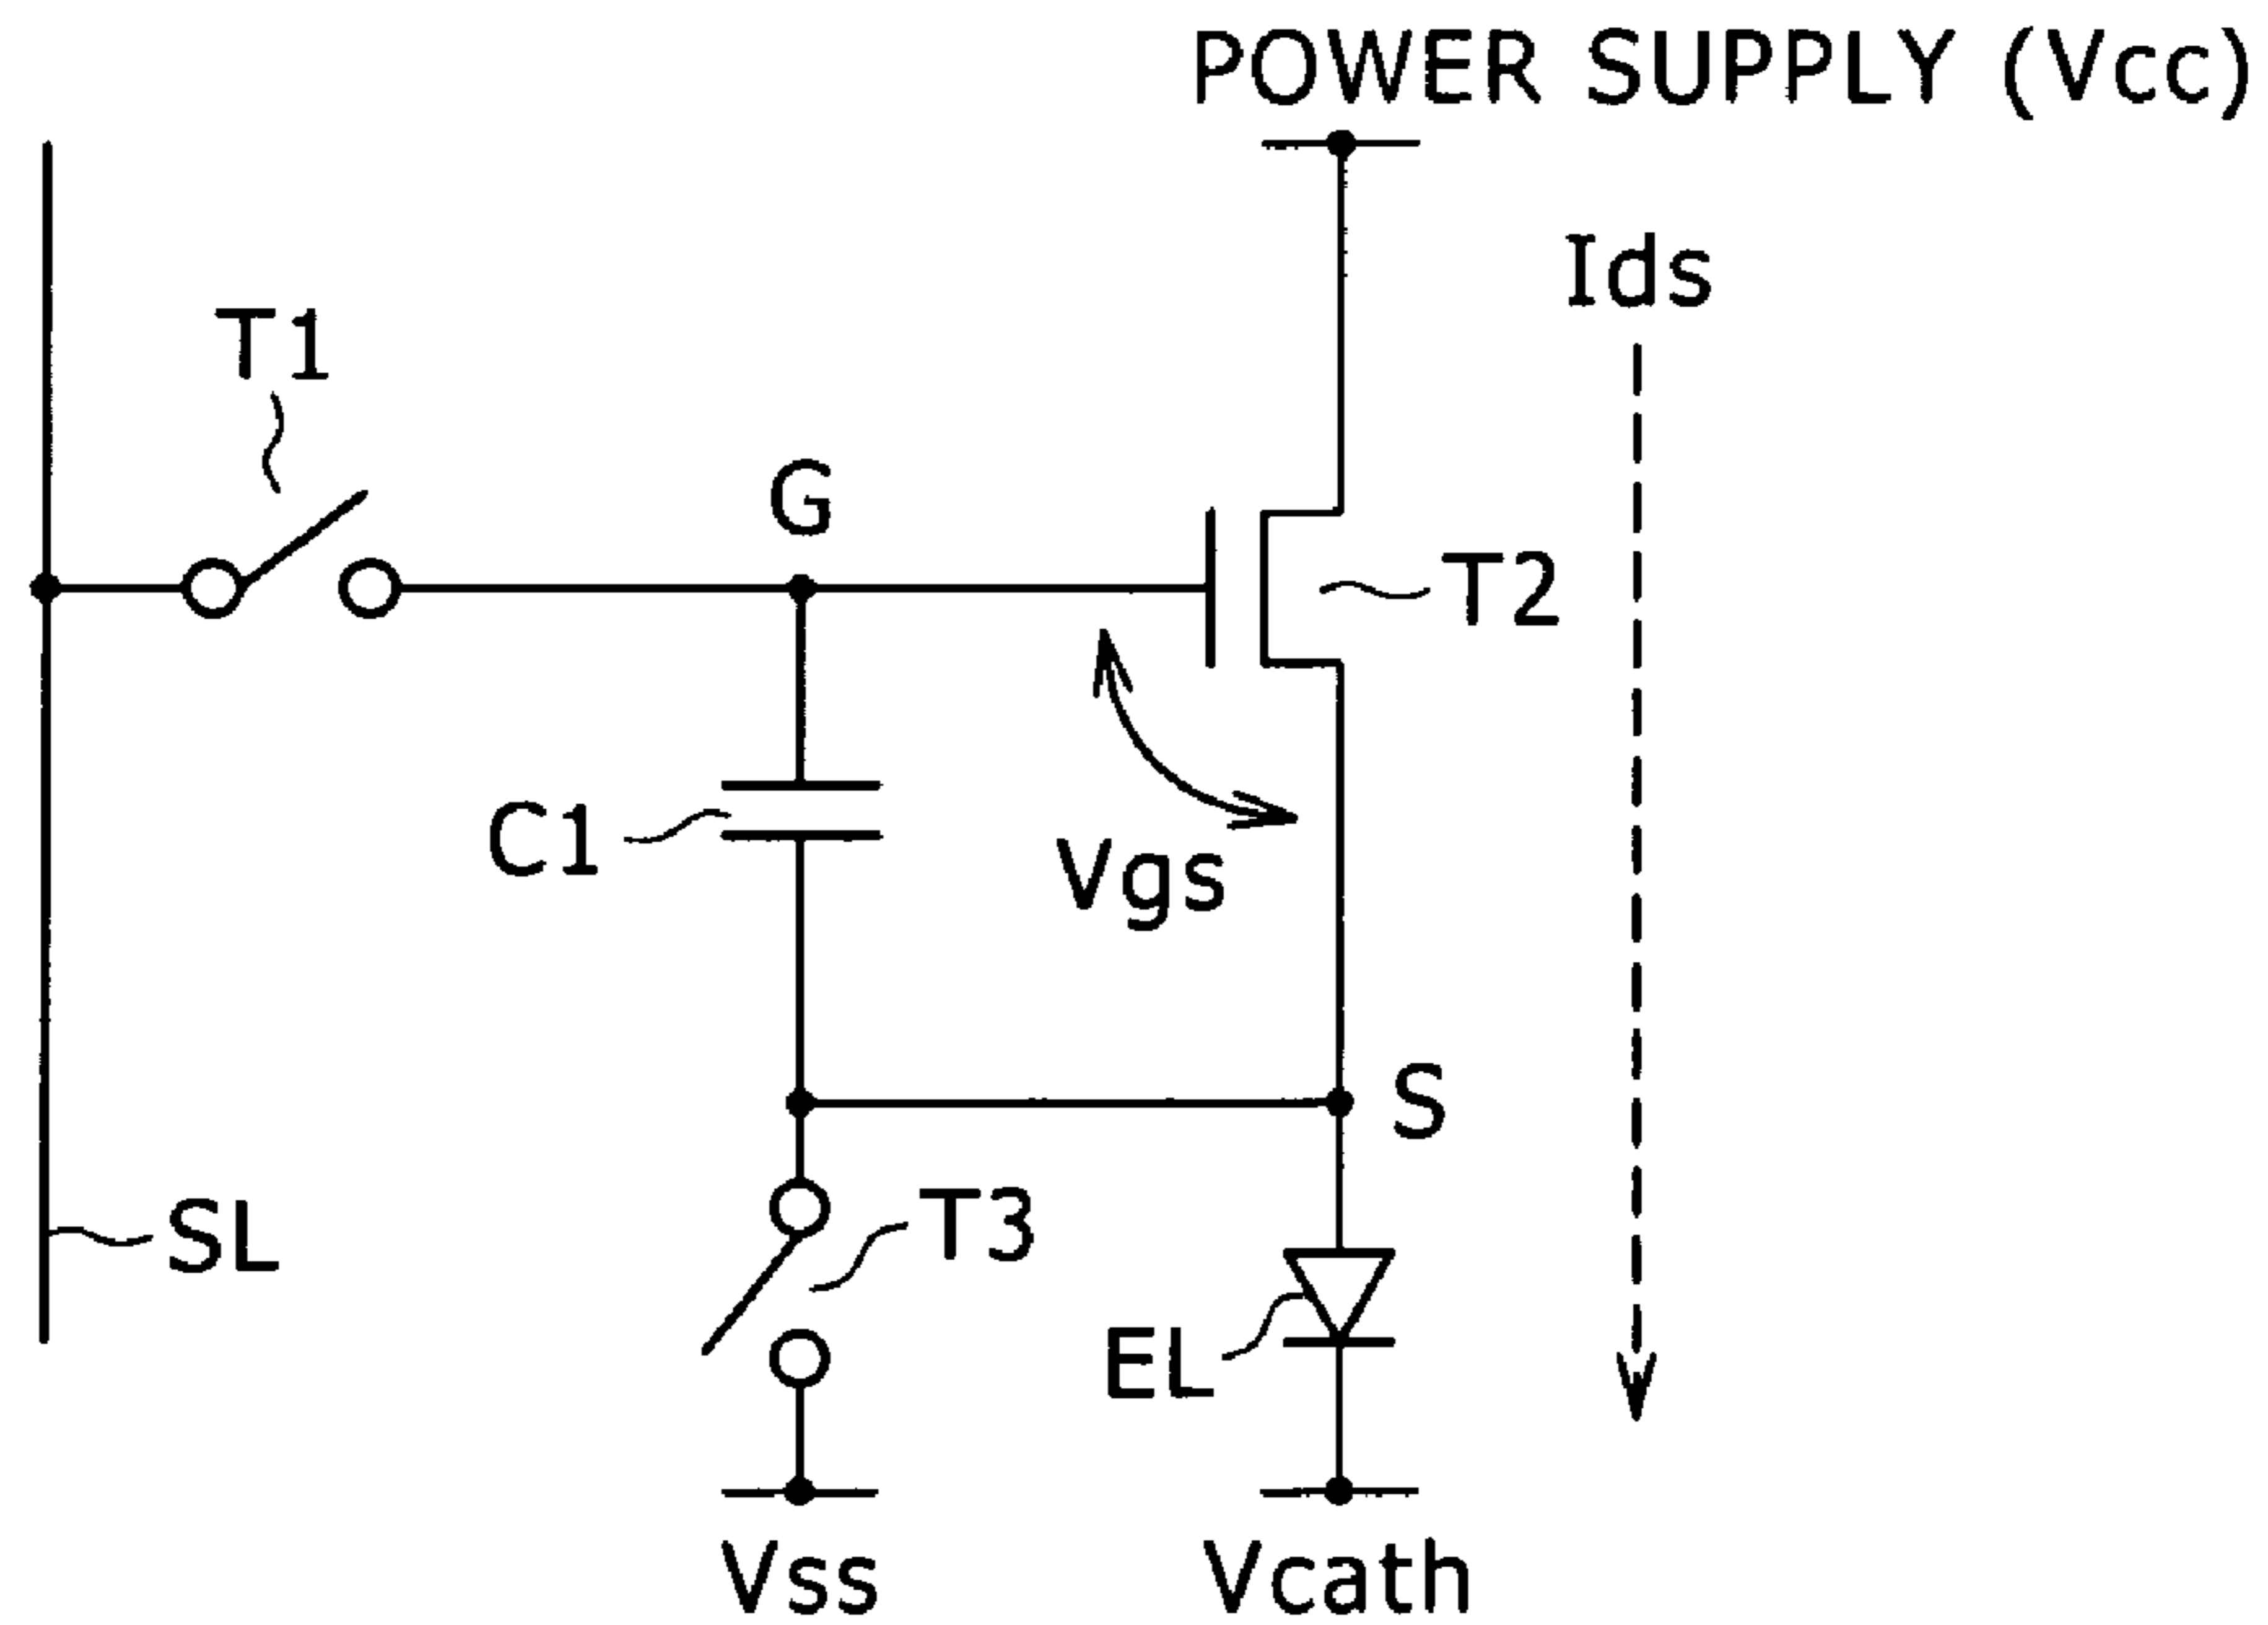 POWER SUPPLY (Vcc)
Ids
T1
G
T2
C1
Vgs
S
SL
T3
EL
Vss
Vcath